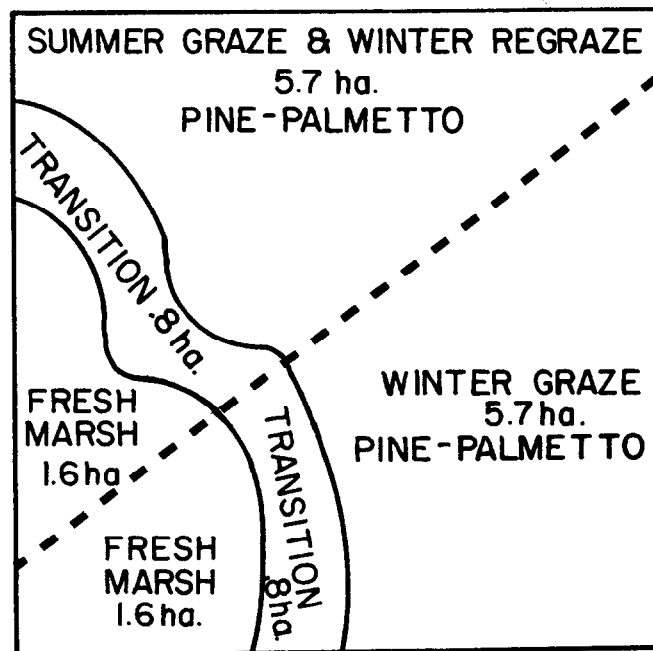 SUMMER GRAZE & WINTER REGRAZE
5.7 ha.
PINE-PALMETTO
TRANSITION .8 ha.
WINTER GRAZE
5.7 ha.
PINE-PALMETTO
FRESH
MARSH
1.6 ha
TRANSITION
.8 ha.
FRESH
MARSH
1.6 ha.